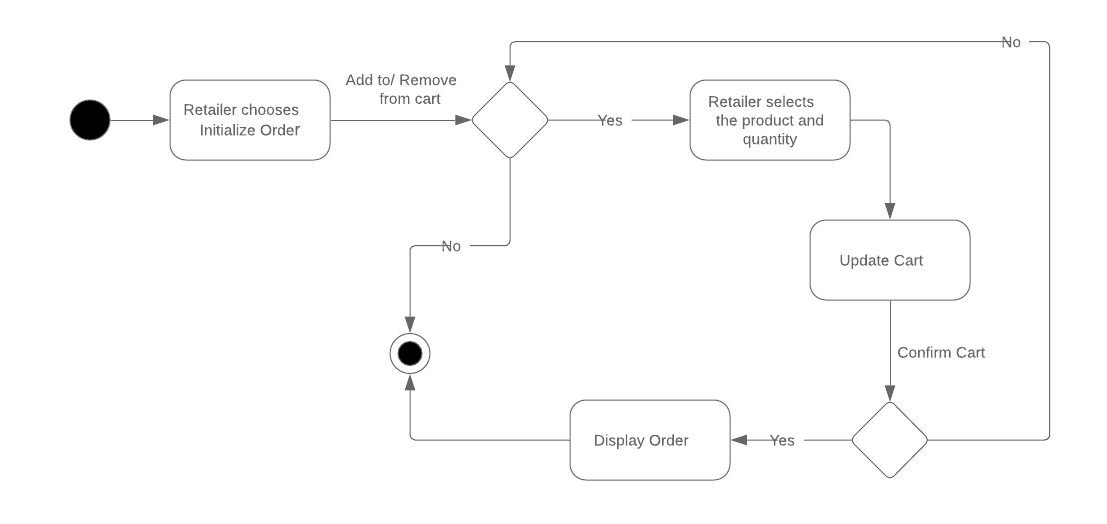 No
Add to/ Remove
from cart
Retailer chooses
Initialize Order
Yes
Retailer selects
the product and
quantity
No
Update Cart
Confirm Cart
Display Order
Yes